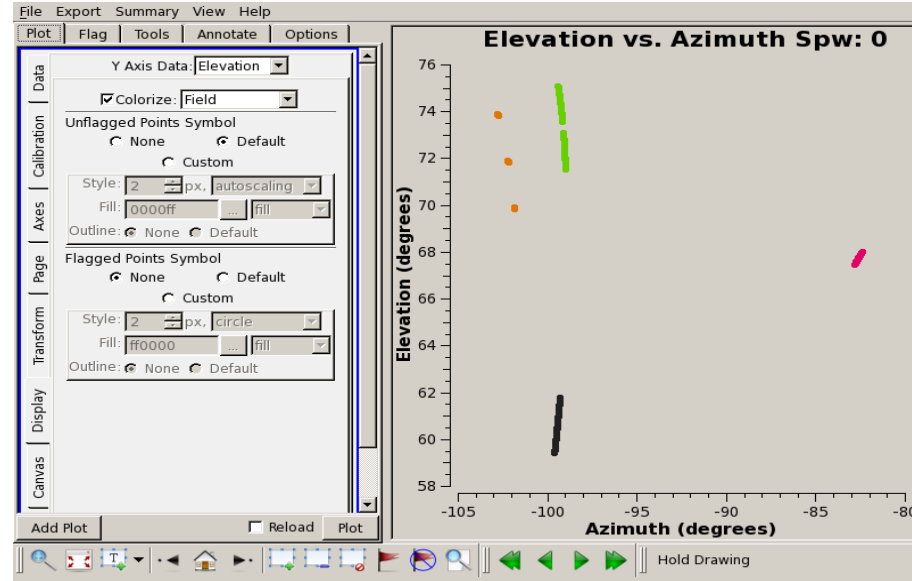 File Export Summary View Help
Plot Flag Tools Annotate Options
Data
Calibration
Axes
Page
Transform
Display
Canvas
Y Axis Data: Elevation
Colorize: Field
Unflagged Points Symbol
None Default
Custom
Style: 2 px, autoscaling
Fill: 0000ff ... fill
Outline: None Default
Flagged Points Symbol
None Default
Custom
Style: 2 px, circle
Fill: ff0000 ... fill
Outline: None Default
Add Plot Reload Plot
Elevation vs. Azimuth Spw: 0
Elevation (degrees)
76
74
72
70
68
66
64
62
60
58
-105 -100 -95 -90 -85 -80
Azimuth (degrees)
T Hold Drawing